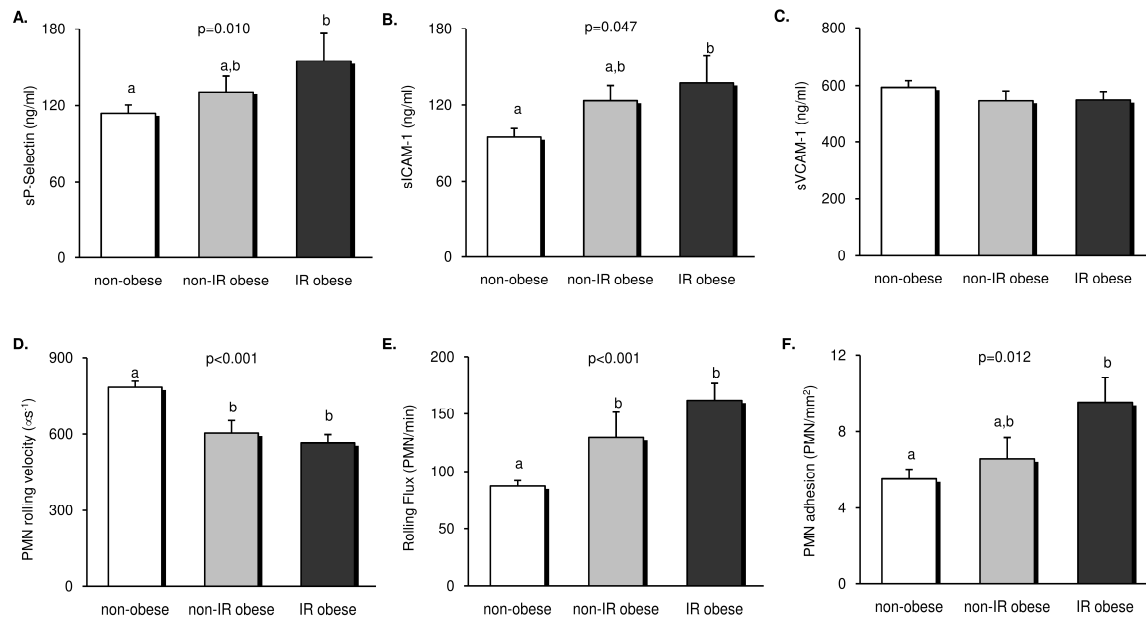 A.
sP-Selectin (ng/ml)
180
120
60
0
p=0.010
a
a,b
b
non-obese non-IR obese IR obese
B.
sICAM-1 (ng/ml)
180
120
60
0
p=0.047
a
a,b
b
non-obese non-IR obese IR obese
C.
sVCAM-1 (ng/ml)
800
600
400
200
0
non-obese non-IR obese IR obese
D.
PMN rolling velocity (∝s-1)
900
600
300
0
p<0.001
a
b
b
non-obese non-IR obese IR obese
E.
Rolling Flux (PMN/min)
200
150
100
50
0
p<0.001
a
b
b
non-obese non-IR obese IR obese
F.
PMN adhesion (PMN/mm²)
12
8
4
0
p=0.012
a
a,b
b
non-obese non-IR obese IR obese